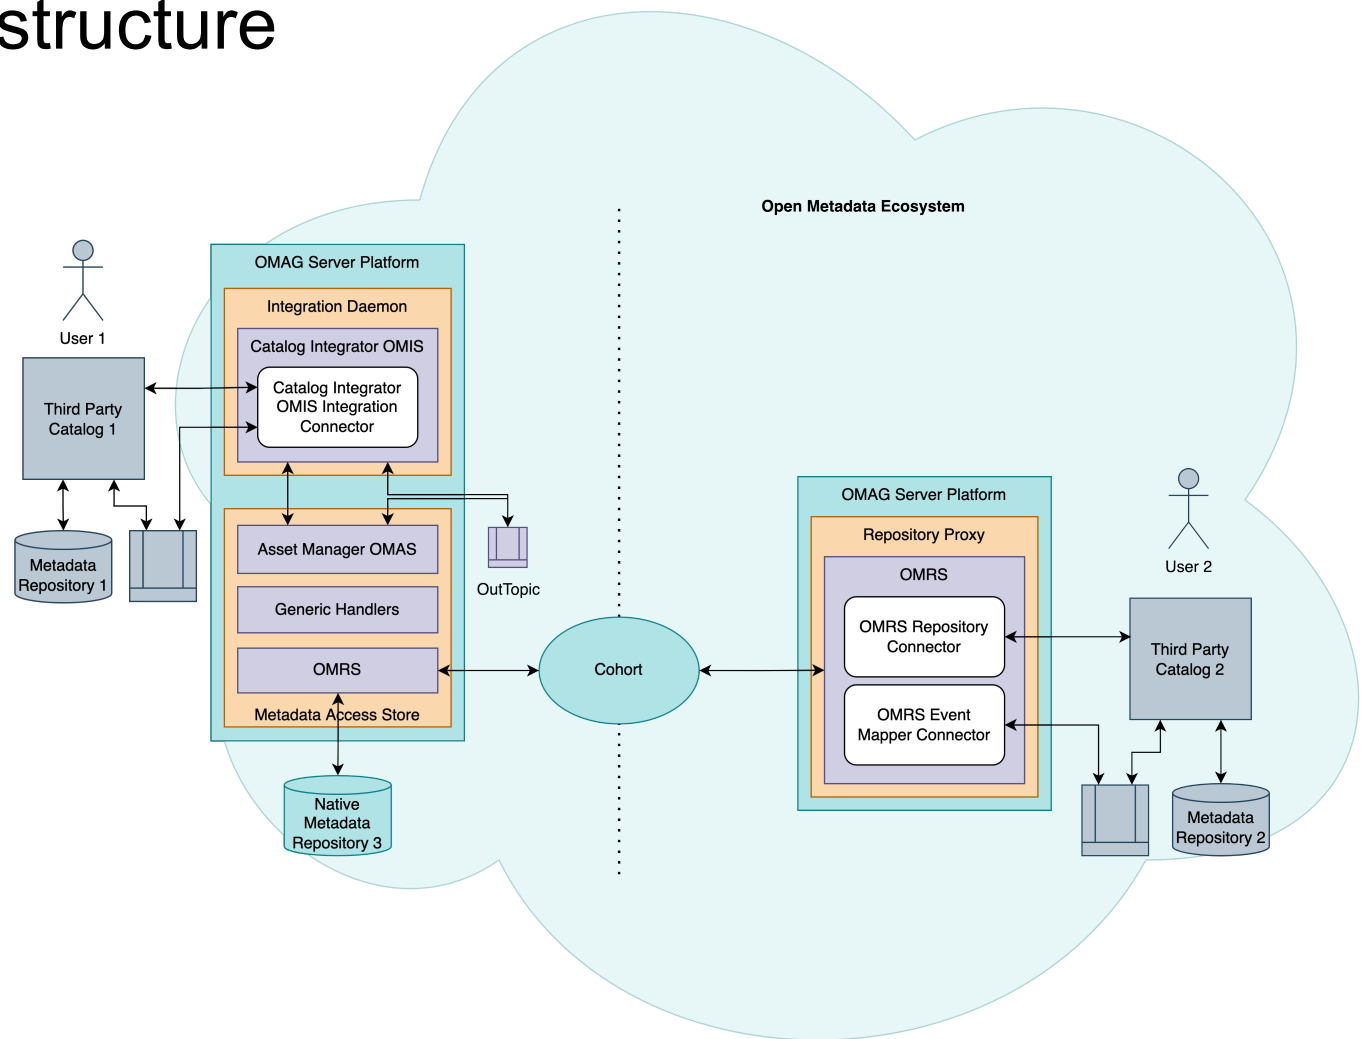 structure
Open Metadata Ecosystem
User 1
Third Party
Catalog 1
Metadata
Repository 1
OMAG Server Platform
Integration Daemon
Catalog Integrator OMIS
Catalog Integrator
OMIS Integration
Connector
Asset Manager OMAS
Generic Handlers
OMRS
Metadata Access Store
OutTopic
Native
Metadata
Repository 3
Cohort
OMAG Server Platform
Repository Proxy
OMRS
OMRS Repository
Connector
OMRS Event
Mapper Connector
User 2
Third Party
Catalog 2
Metadata
Repository 2